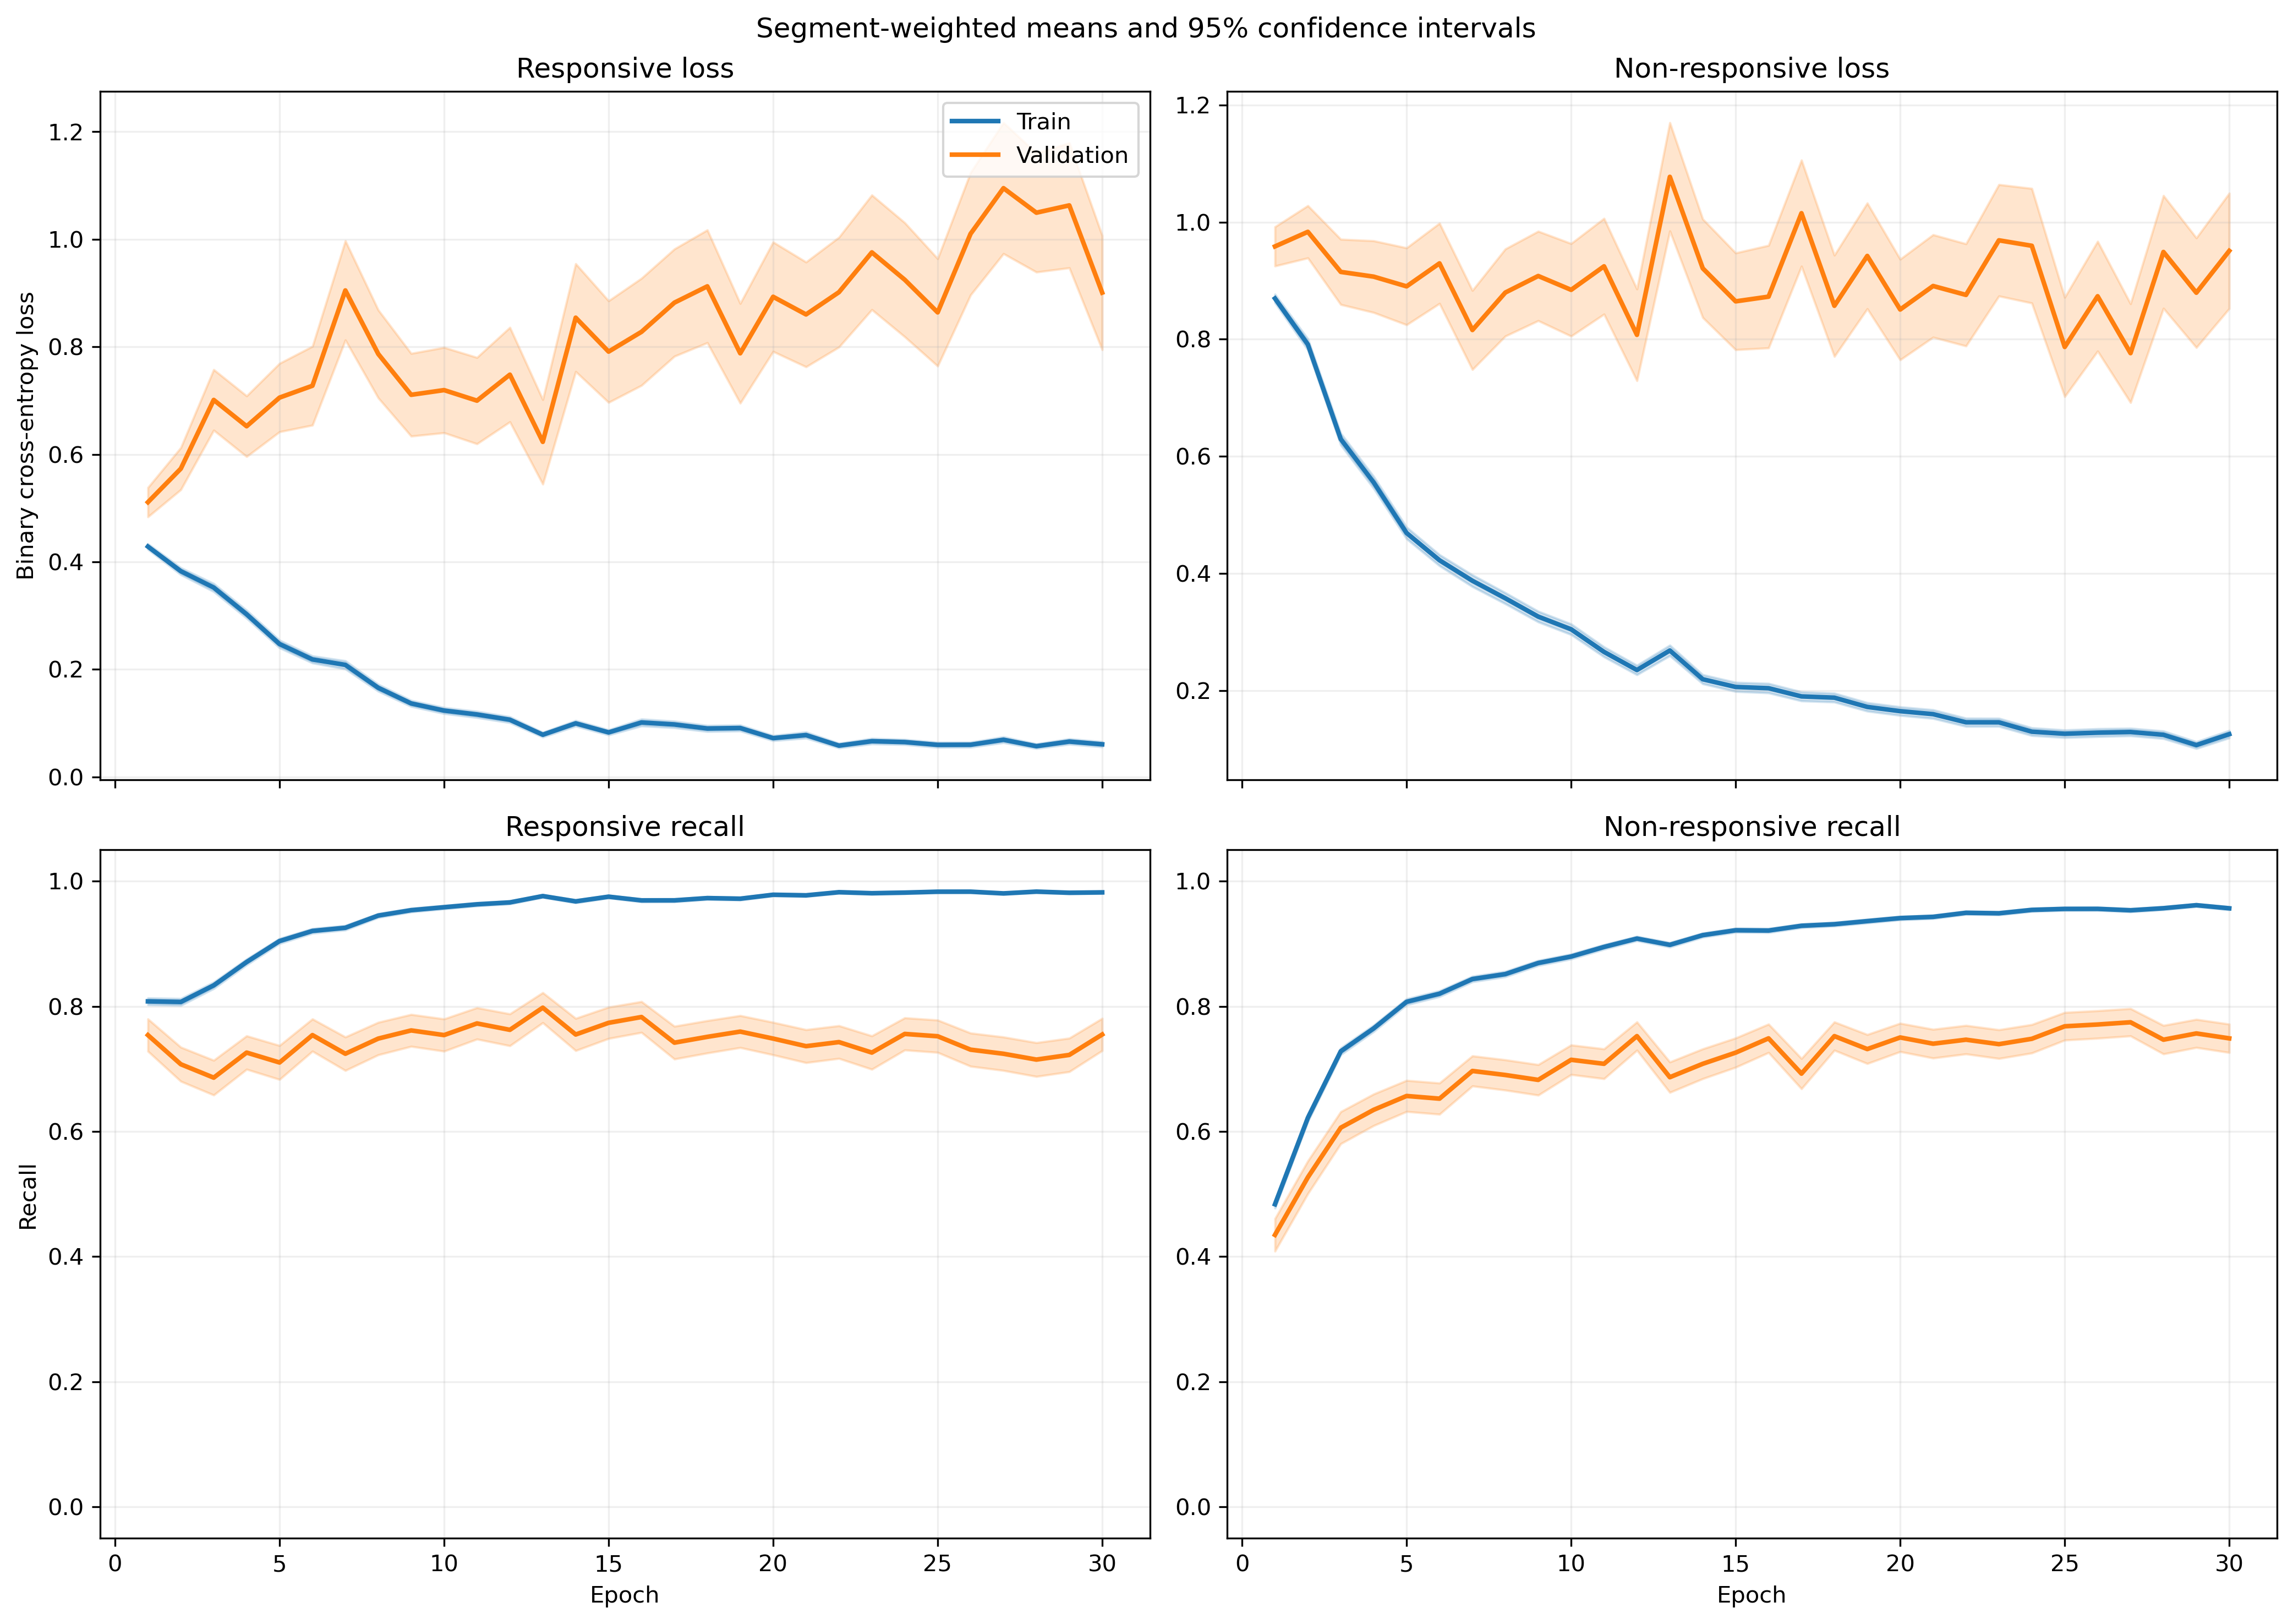 Segment-weighted means and 95% confidence intervals
Responsive loss
Non-responsive loss
Train
Validation
Binary cross-entropy loss
1.2
1.0
0.8
0.6
0.4
0.2
0.0
1.2
1.0
0.8
0.6
0.4
0.2
Responsive recall
Non-responsive recall
Recall
1.0
0.8
0.6
0.4
0.2
0.0
0 5 10 15 20 25 30
Epoch
1.0
0.8
0.6
0.4
0.2
0.0
0 5 10 15 20 25 30
Epoch